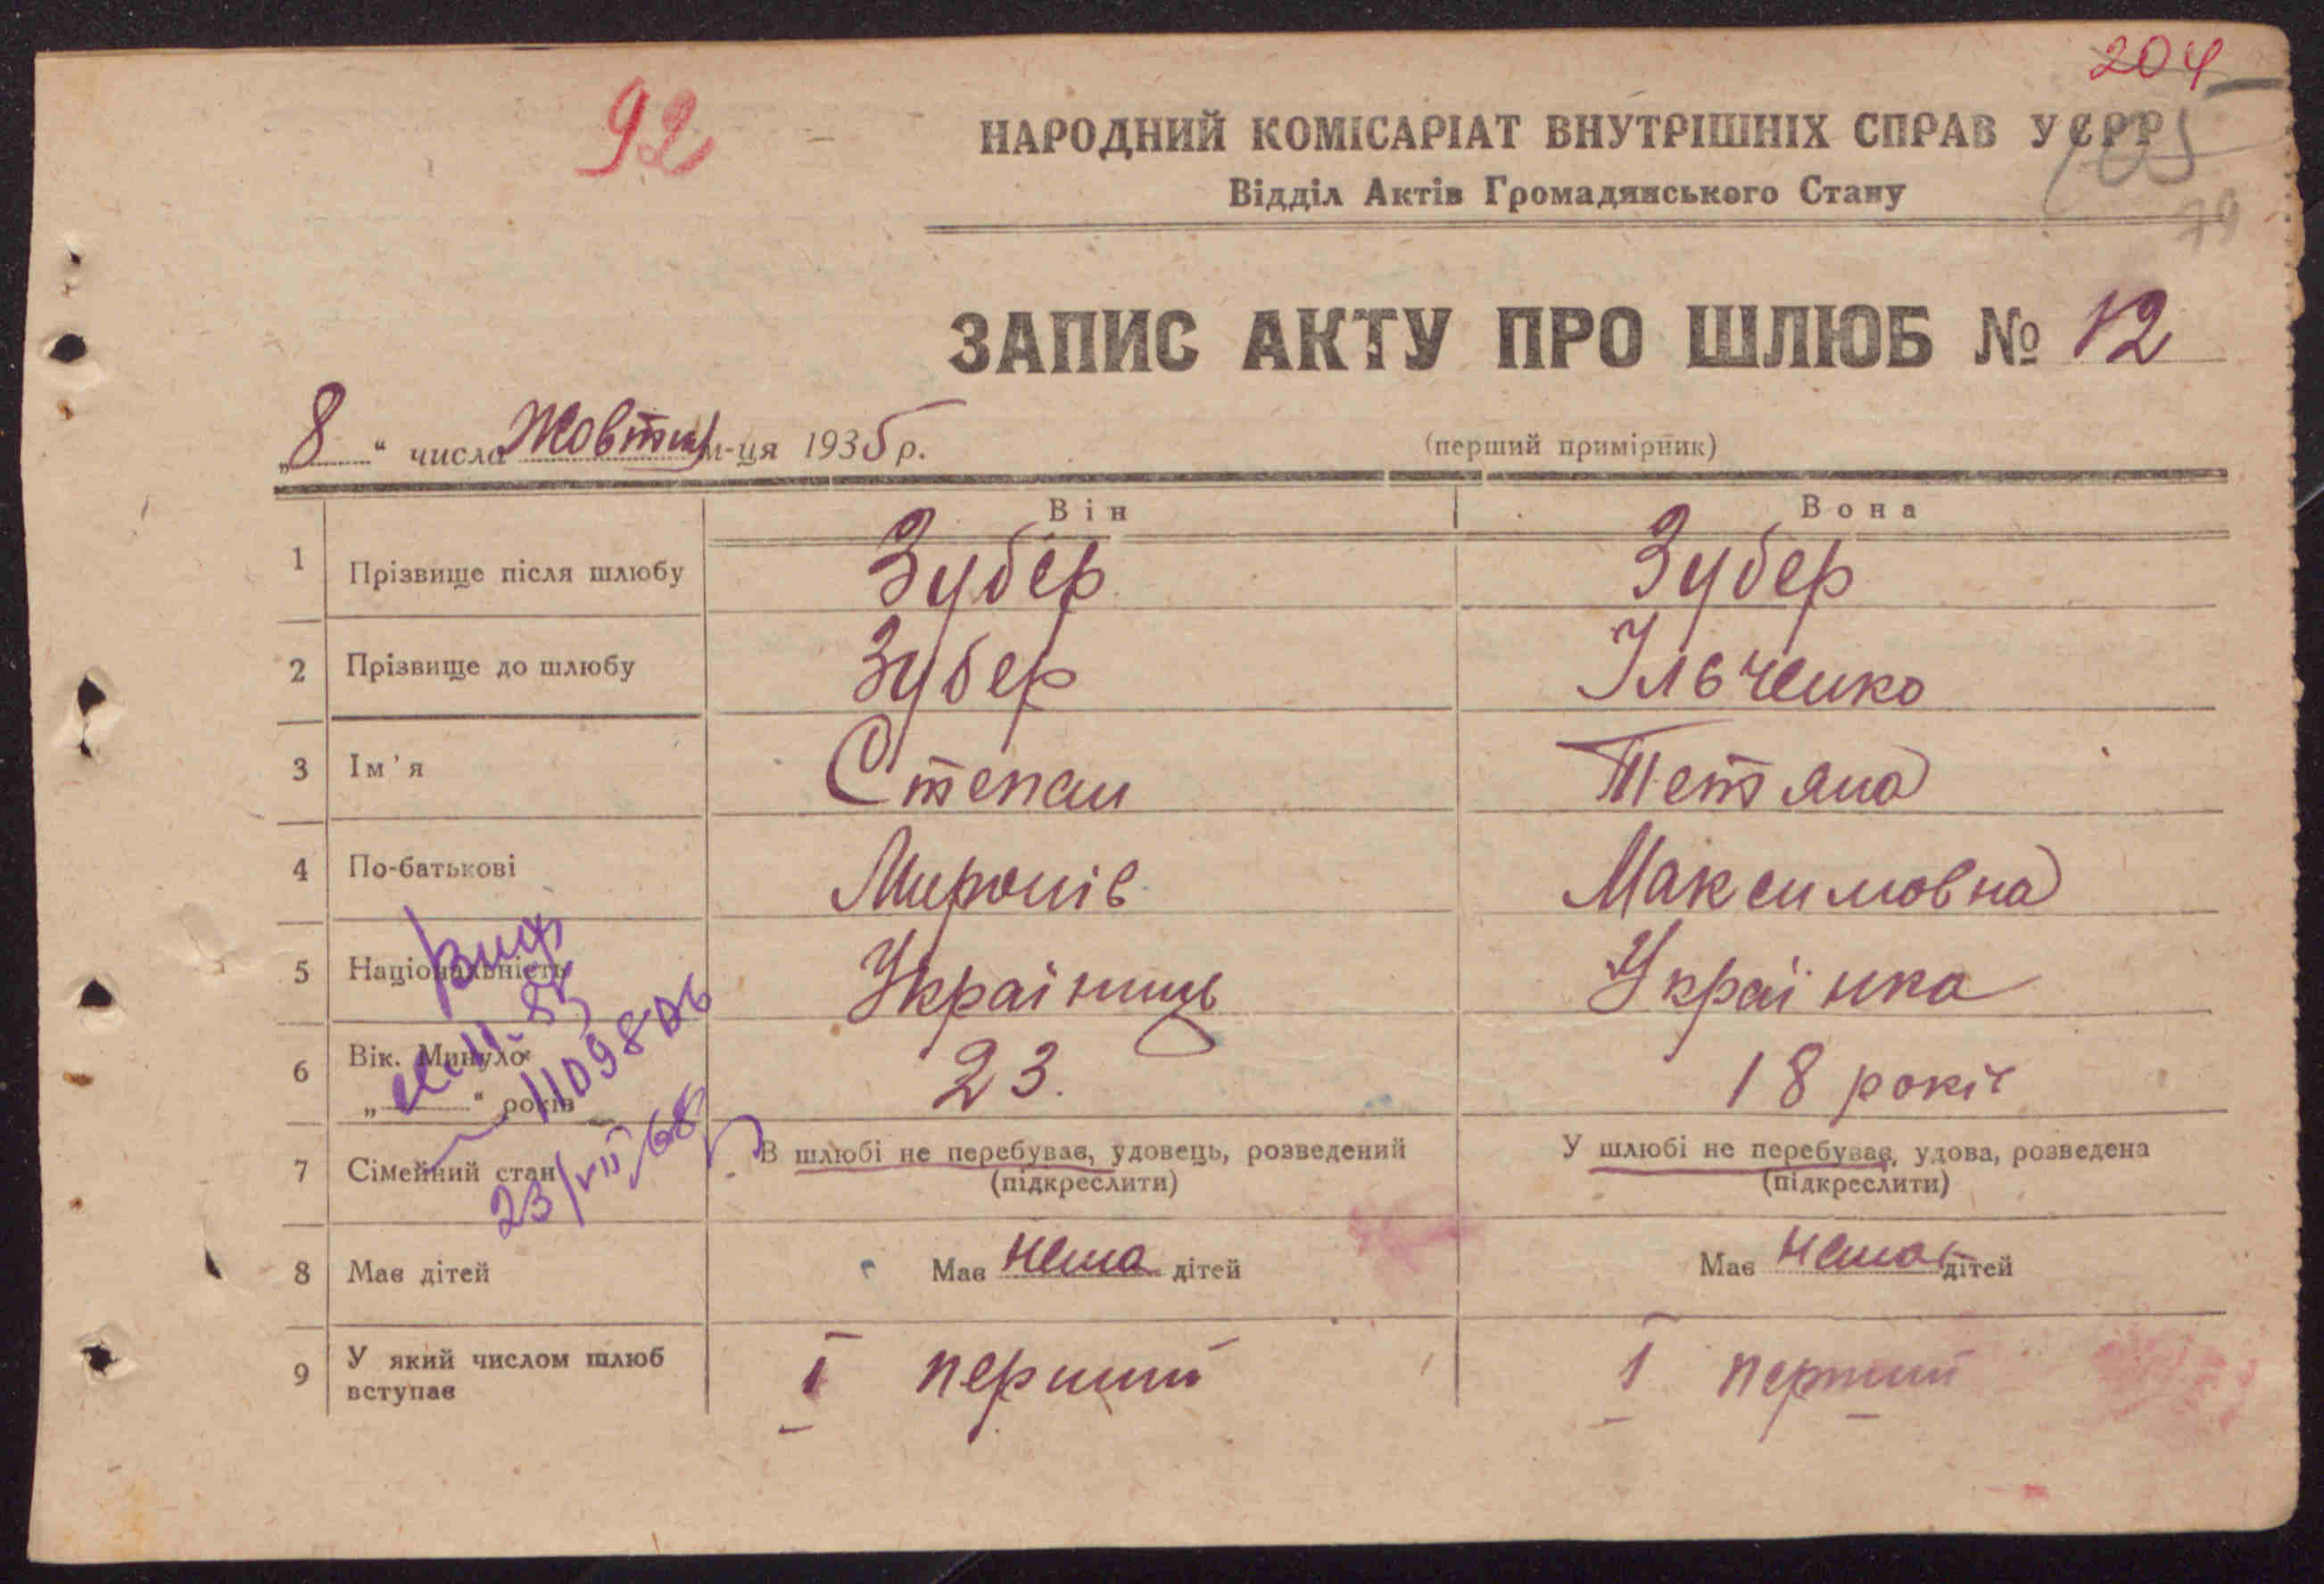 204
92
НАРОДНИЙ КОМІСАРІАТ ВНУТРІШНІХ СПРАВ УСРР
105
Відділ Актів Громадянського Стану
79
ЗАПИС АКТУ ПРО ШЛЮБ № 12
„8“ числа Жовтня м-ця 1935 р.
(перший примірник)
Він Вона
1 Прізвище після шлюбу Зубер Зубер
2 Прізвище до шлюбу Зубер Ільченко
3 Ім'я Степан Тетяна
4 По-батькові Миронів Максимовна
5 Національність Українець Українка
6 Вік. Минуло „ “ років 23. 18 років
7 Сімейний стан В шлюбі не перебуває, удовець, розведений У шлюбі не перебуває, удова, розведена
(підкреслити) (підкреслити)
23/VII 68
8 Має дітей Має нема дітей Має нема дітей
9 У який числом шлюб вступає І перший І перший